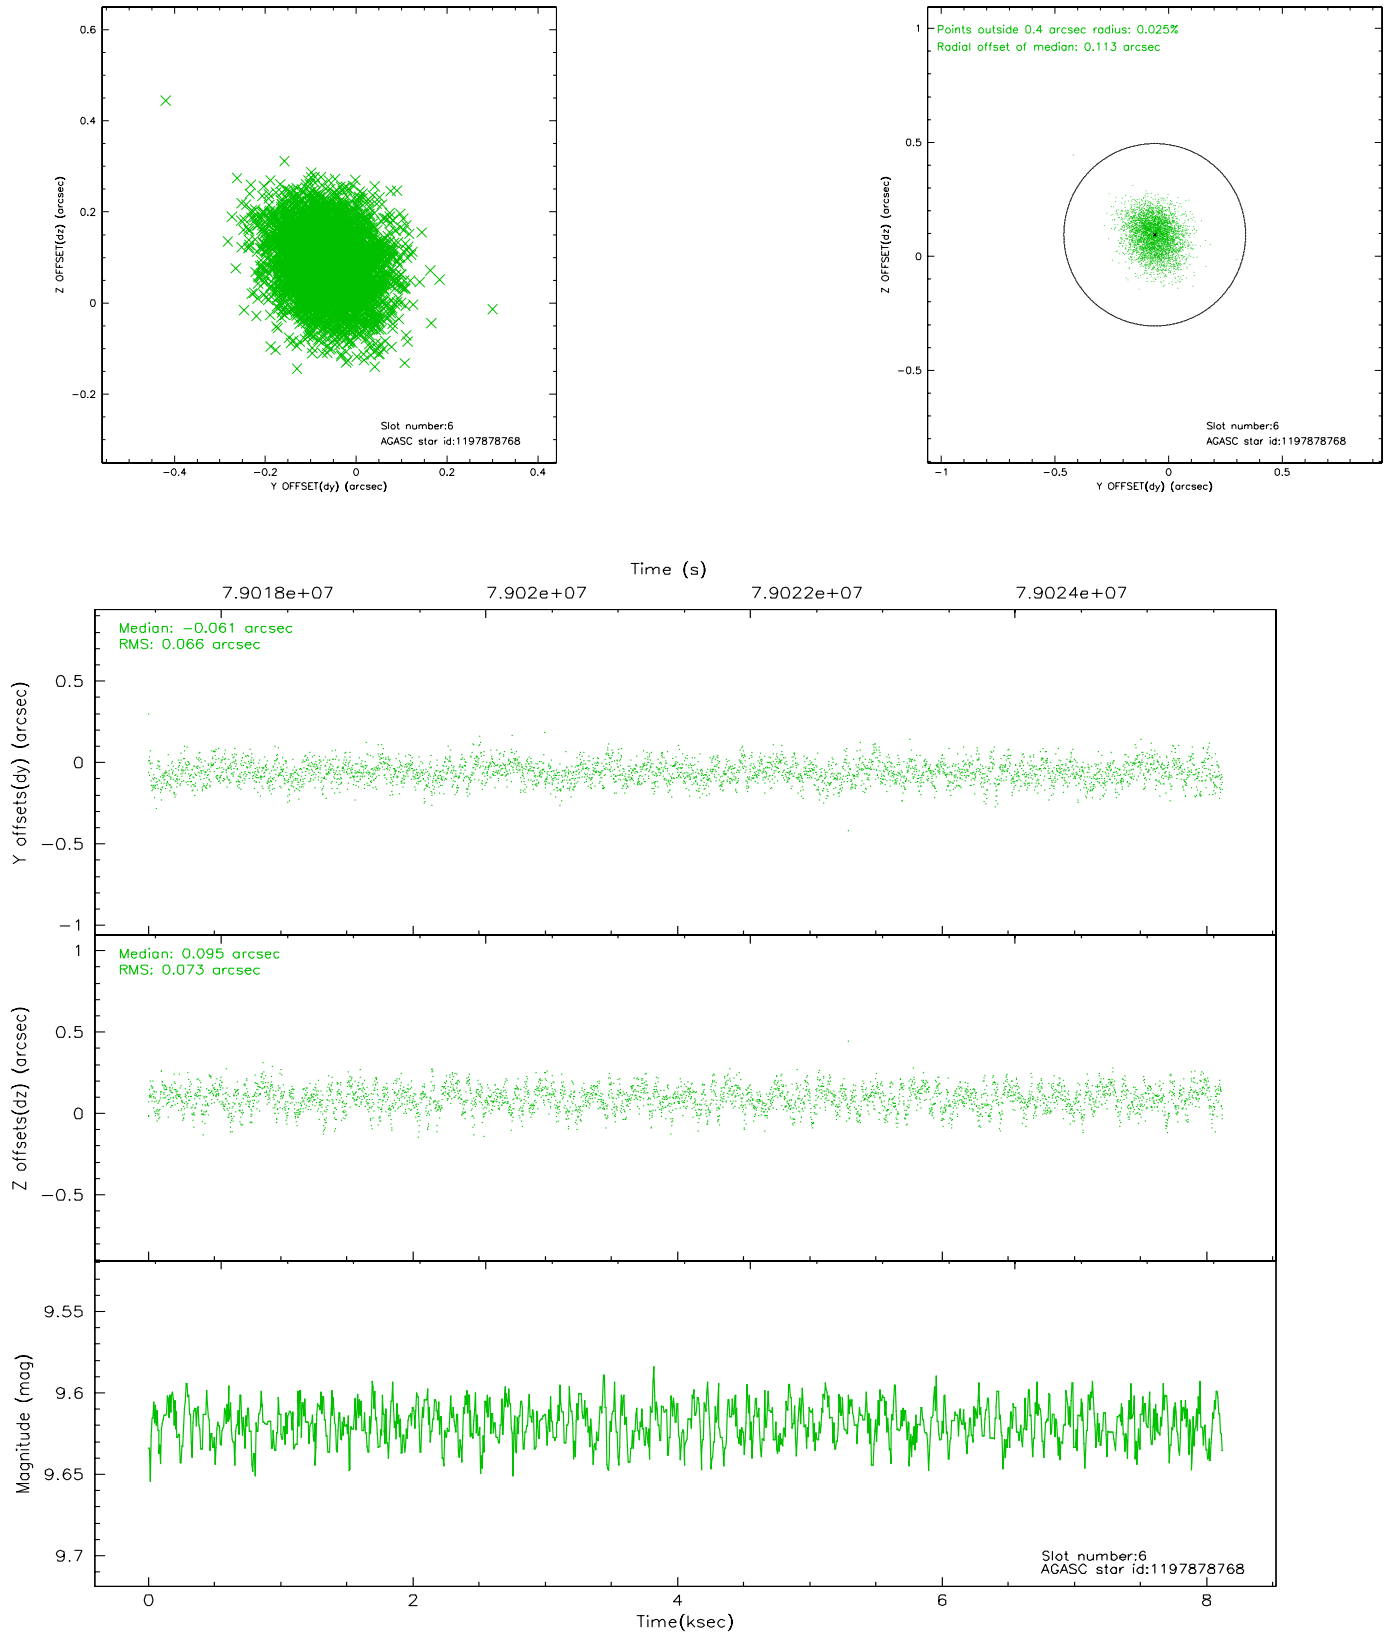 0.6
0.4
0.2
0
−0.2
Z OFFSET(dz) (arcsec)
−0.4
−0.2
0
0.2
0.4
Y OFFSET(dy) (arcsec)
Slot number:6
AGASC star id:1197878768
Points outside 0.4 arcsec radius: 0.025%
Radial offset of median: 0.113 arcsec
1
0.5
0
−0.5
Z OFFSET(dz) (arcsec)
−1
−0.5
0
0.5
Y OFFSET(dy) (arcsec)
Slot number:6
AGASC star id:1197878768
Time (s)
7.9018e+07
7.902e+07
7.9022e+07
7.9024e+07
Median: −0.061 arcsec
RMS: 0.066 arcsec
0.5
0
−0.5
−1
Y offsets(dy) (arcsec)
Median: 0.095 arcsec
RMS: 0.073 arcsec
1
0.5
0
−0.5
Z offsets(dz) (arcsec)
9.55
9.6
9.65
9.7
Magnitude (mag)
Slot number:6
AGASC star id:1197878768
0
2
4
6
8
Time(ksec)